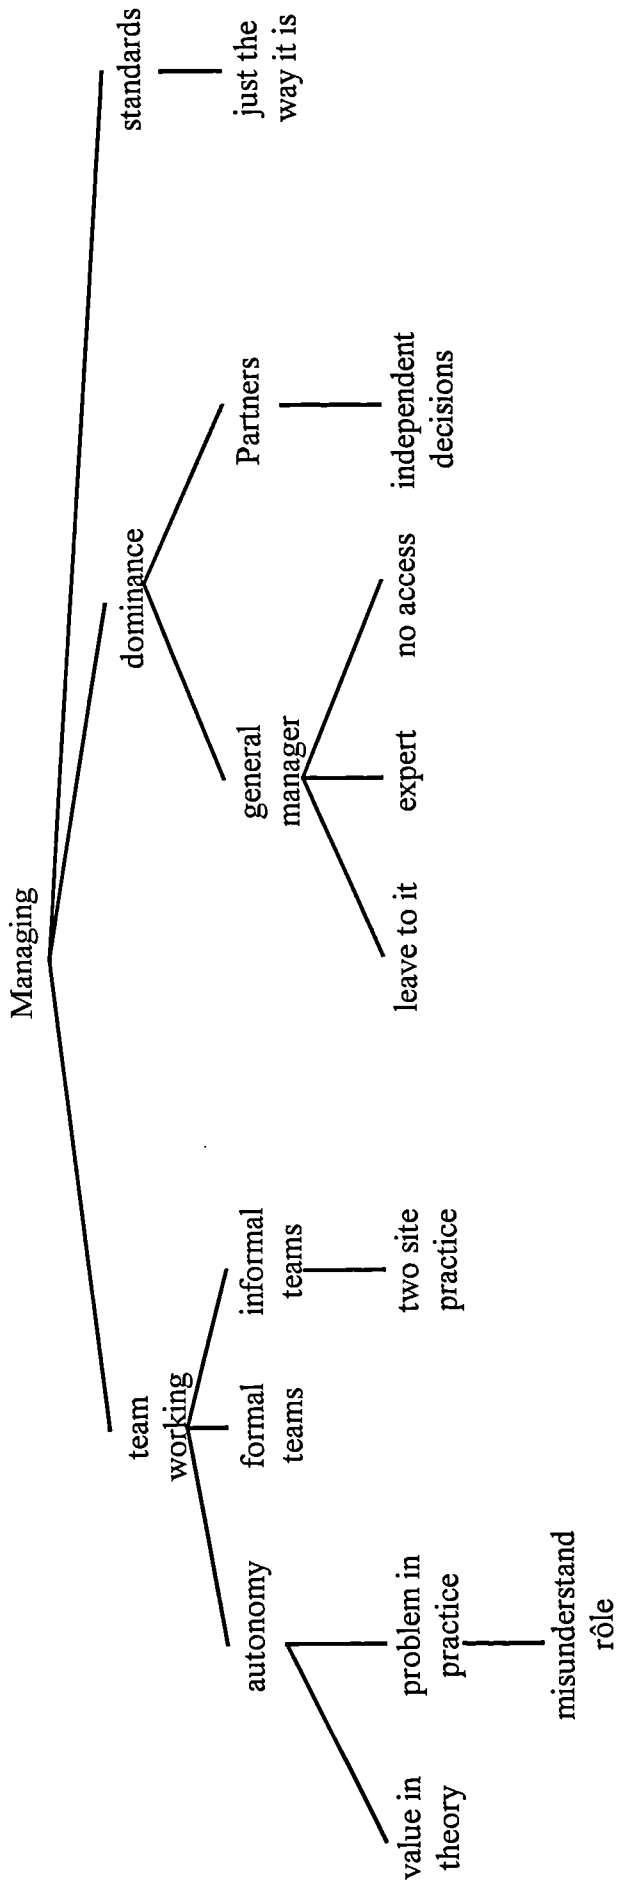 Managing
team
working
dominance
standards
autonomy
formal
teams
informal
teams
general
manager
Partners
just the
way it is
value in
theory
problem in
practice
two site
practice
leave to it
expert
no access
independent
decisions
misunderstand
rôle